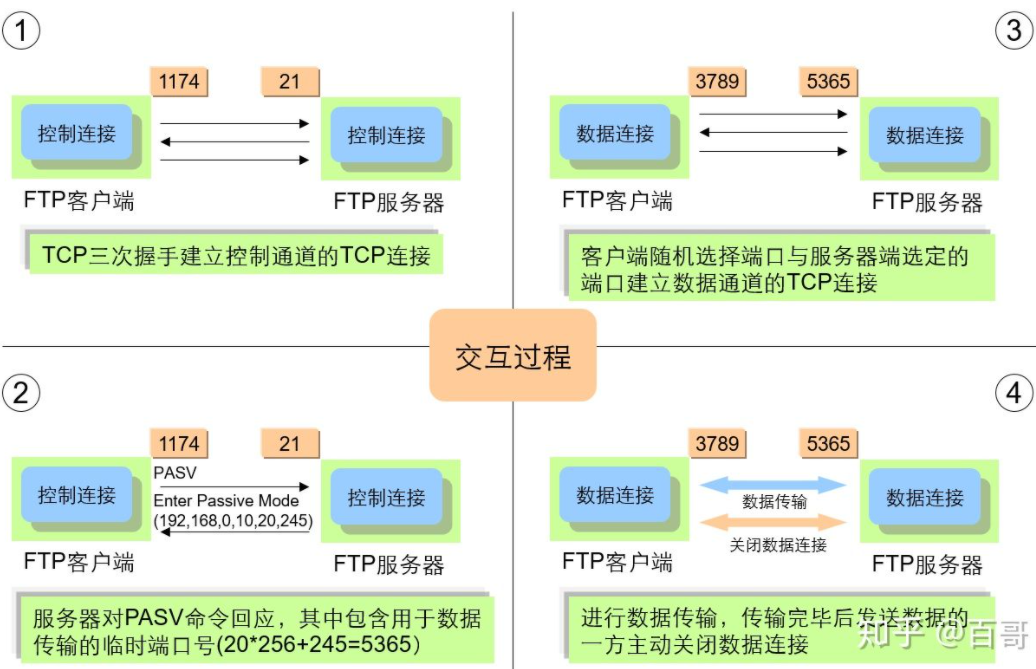 ①
1174 21
控制连接 控制连接
FTP客户端 FTP服务器
TCP三次握手建立控制通道的TCP连接
③
3789 5365
数据连接 数据连接
FTP客户端 FTP服务器
客户端随机选择端口与服务器端选定的
端口建立数据通道的TCP连接
交互过程
②
1174 21
PASV
控制连接 Enter Passive Mode 控制连接
(192,168,0,10,20,245)
FTP客户端 FTP服务器
服务器对PASV命令回应，其中包含用于数据
传输的临时端口号(20*256+245=5365）
④
3789 5365
数据连接 数据传输 数据连接
关闭数据连接
FTP客户端 FTP服务器
进行数据传输，传输完毕后发送数据的
一方主动关闭数据连接
知乎 @百哥